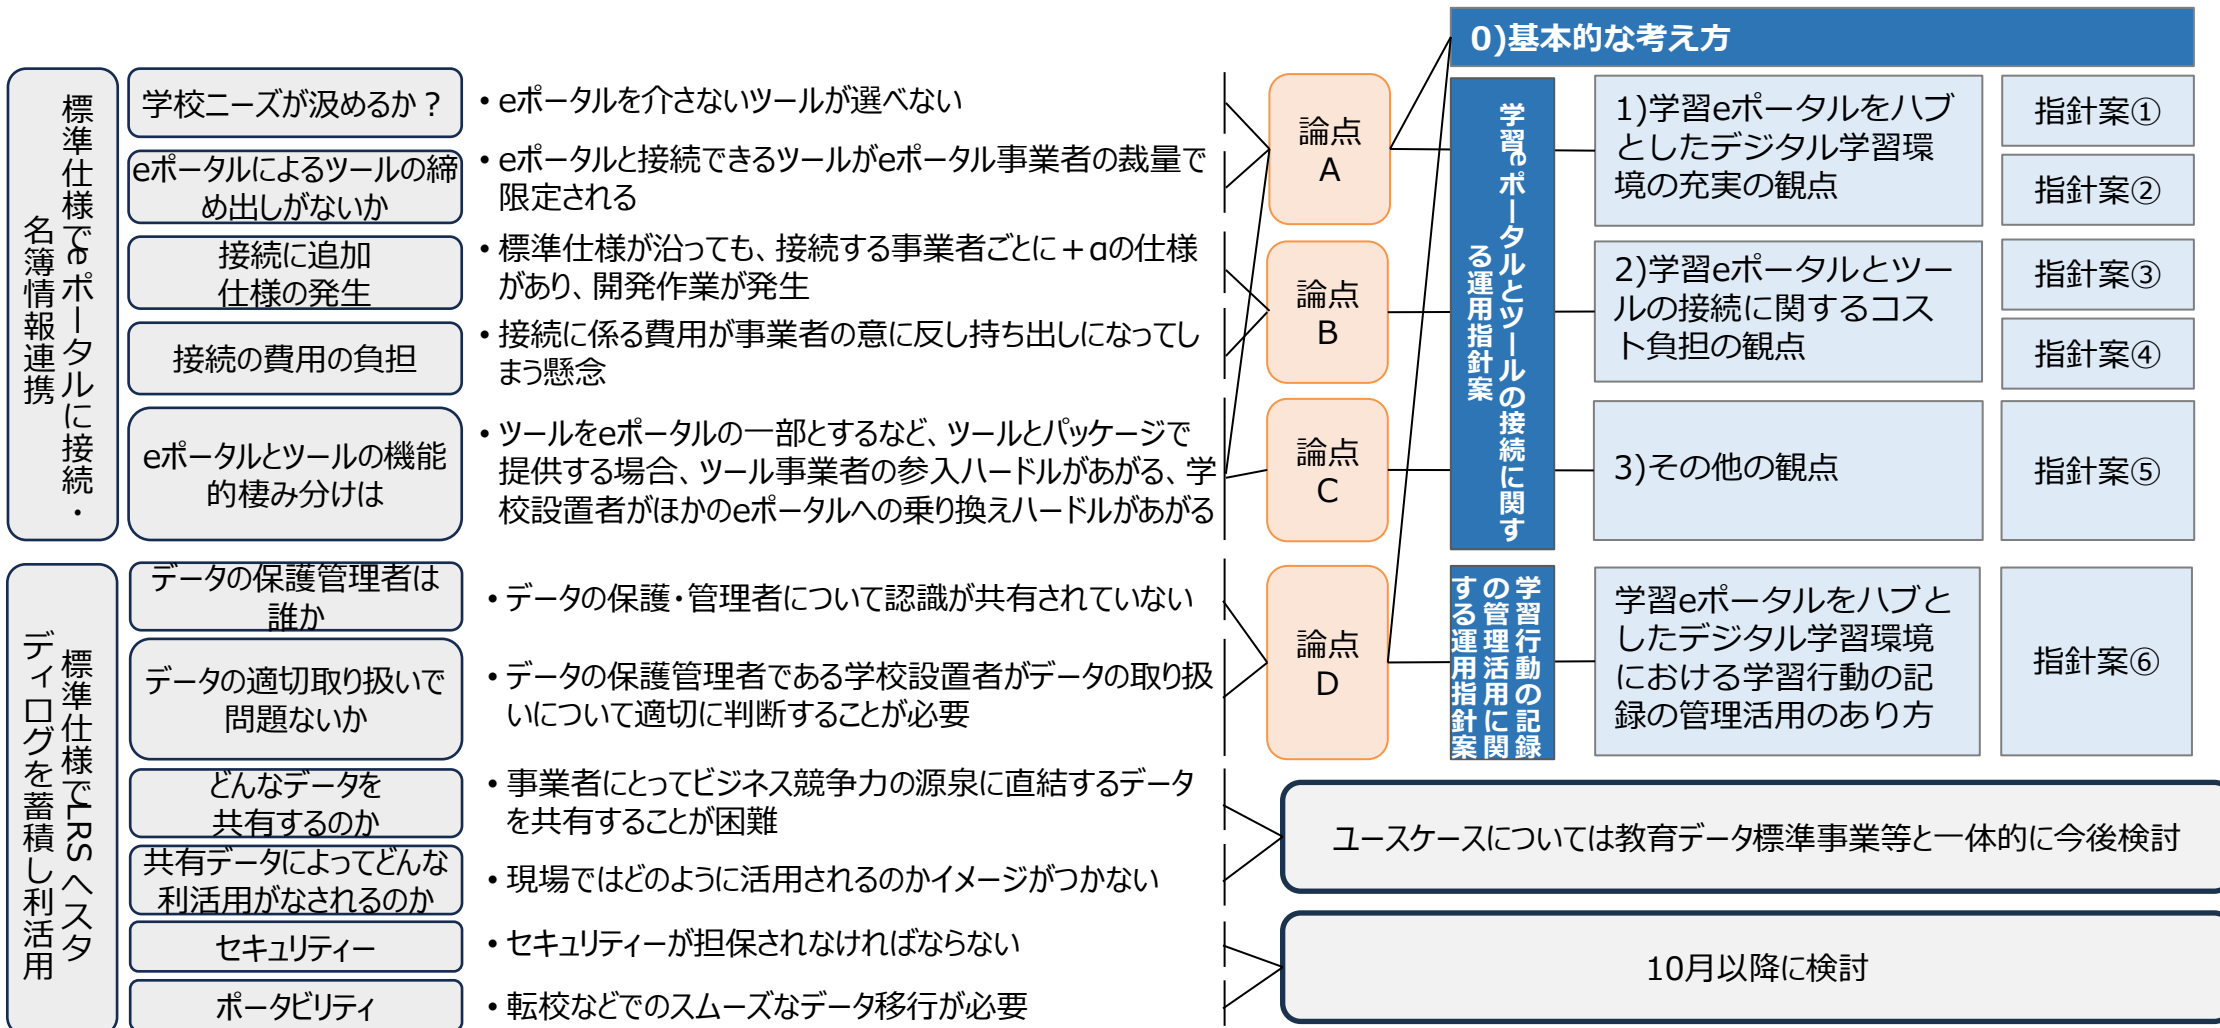 0)基本的な考え方
標準仕様でeポータルに接続・
名簿情報連携
学校ニーズが汲めるか？
• eポータルを介さないツールが選べない
eポータルによるツールの締
め出しがないか
• eポータルと接続できるツールがeポータル事業者の裁量で
限定される
接続に追加
仕様の発生
• 標準仕様が沿っても、接続する事業者ごとに＋αの仕様
があり、開発作業が発生
接続の費用の負担
• 接続に係る費用が事業者の意に反し持ち出しになってし
まう懸念
eポータルとツールの機能
的棲み分けは
• ツールをeポータルの一部とするなど、ツールとパッケージで
提供する場合、ツール事業者の参入ハードルがあがる、学
校設置者がほかのeポータルへの乗り換えハードルがあがる
論点
A
論点
B
論点
C
学習eポータルとツールの接続に関す
る運用指針案
1)学習eポータルをハブ
としたデジタル学習環
境の充実の観点
指針案①
指針案②
2)学習eポータルとツー
ルの接続に関するコス
ト負担の観点
指針案③
指針案④
3)その他の観点
指針案⑤
標準仕様でLRSへスタ
ディログを蓄積し利活用
データの保護管理者は
誰か
• データの保護・管理者について認識が共有されていない
データの適切取り扱いで
問題ないか
• データの保護管理者である学校設置者がデータの取り扱
いについて適切に判断することが必要
論点
D
学習行動の記録
の管理活用に関
する運用指針案
学習eポータルをハブと
したデジタル学習環境
における学習行動の記
録の管理活用のあり方
指針案⑥
どんなデータを
共有するのか
• 事業者にとってビジネス競争力の源泉に直結するデータ
を共有することが困難
共有データによってどんな
利活用がなされるのか
• 現場ではどのように活用されるのかイメージがつかない
ユースケースについては教育データ標準事業等と一体的に今後検討
セキュリティー
• セキュリティーが担保されなければならない
ポータビリティ
• 転校などでのスムーズなデータ移行が必要
10月以降に検討